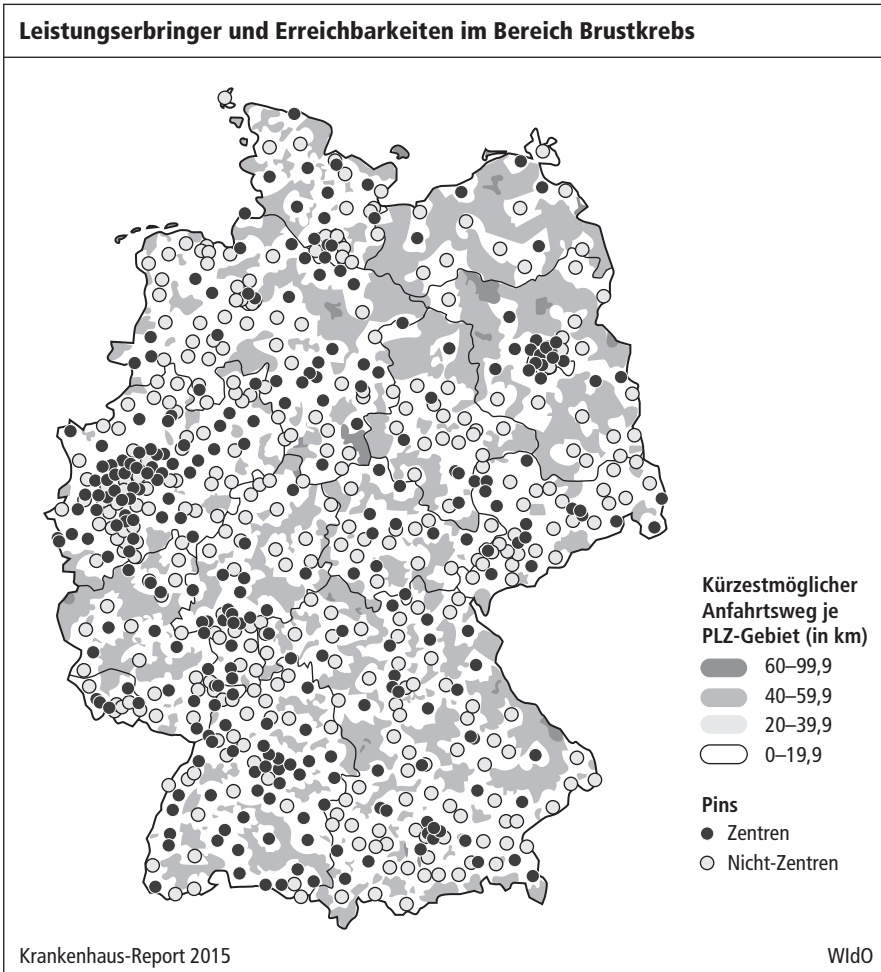 Leistungserbringer und Erreichbarkeiten im Bereich Brustkrebs
Kürzestmöglicher
Anfahrtsweg je
PLZ-Gebiet (in km)
60–99,9
40–59,9
20–39,9
0–19,9
Pins
Zentren
Nicht-Zentren
Krankenhaus-Report 2015
WIdO